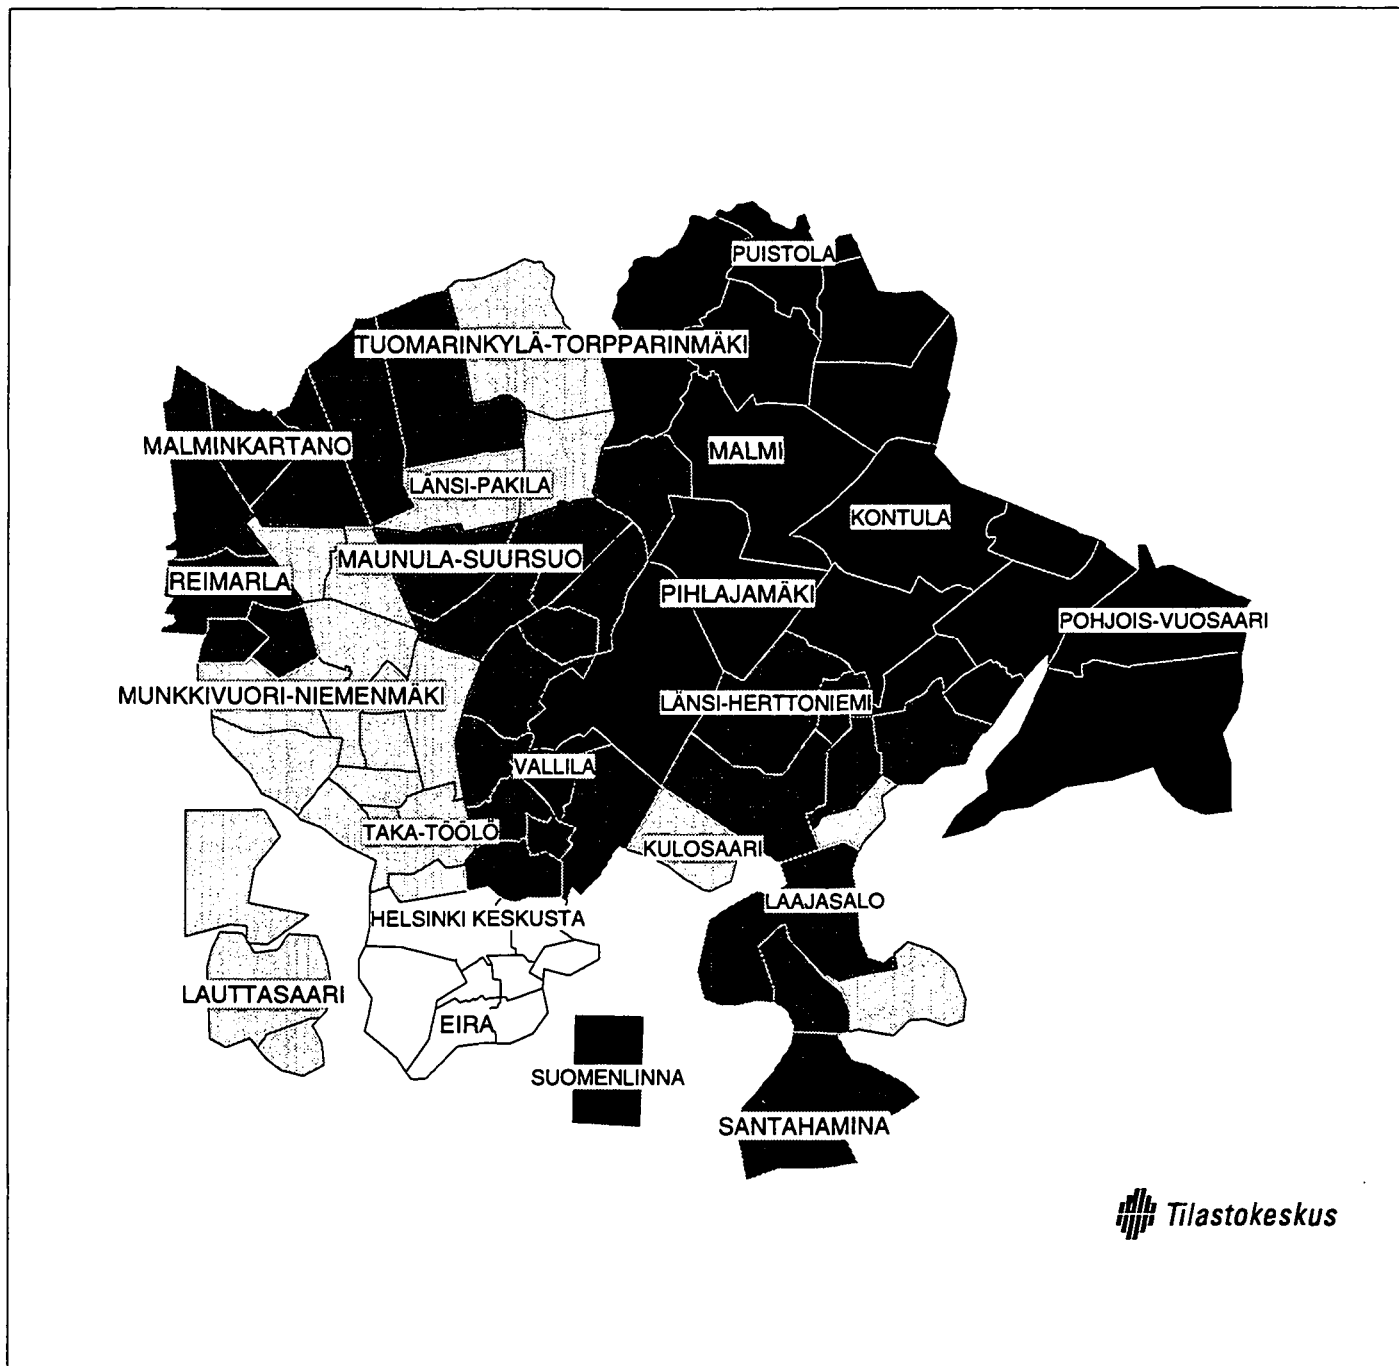 PUISTOLA
TUOMARINKYLÄ-TORPPARINMÄKI
MALMINKARTANO
MALMI
LÄNSI-PAKILA
KONTULA
MAUNULA-SUURSUO
REIMARLA
PIHLAJAMÄKI
POHJOIS-VUOSAARI
MUNKKIVUORI-NIEMENMÄKI
LÄNSI-HERTTONIEMI
VALLILA
TAKA-TÖÖLÖ
KULOSAARI
LAAJASALO
HELSINKI KESKUSTA
LAUTTASAARI
EIRA
SUOMENLINNA
SANTAHAMINA
Tilastokeskus